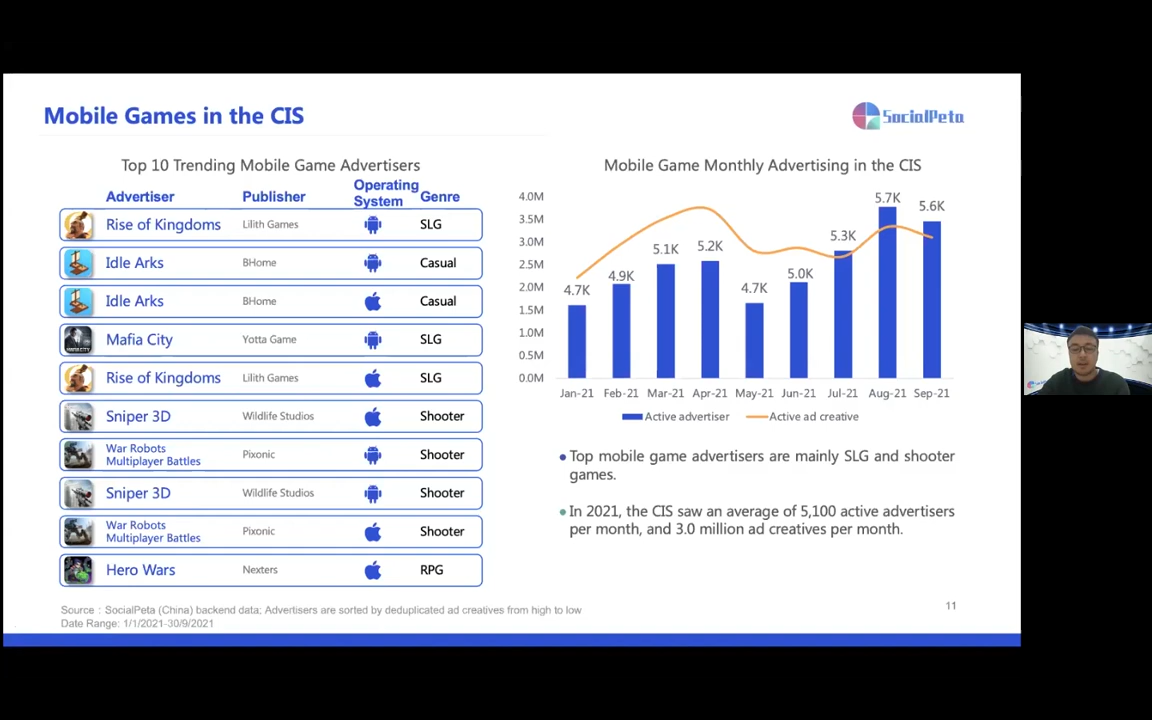 Mobile Games in the CIS
SocialPeta
Top 10 Trending Mobile Game Advertisers
Advertiser Publisher Operating System Genre
Rise of Kingdoms Lilith Games SLG
Idle Arks BHome Casual
Idle Arks BHome Casual
Mafia City Yotta Game SLG
Rise of Kingdoms Lilith Games SLG
Sniper 3D Wildlife Studios Shooter
War Robots
Multiplayer Battles Pixonic Shooter
Sniper 3D Wildlife Studios Shooter
War Robots
Multiplayer Battles Pixonic Shooter
Hero Wars Nexters RPG
Mobile Game Monthly Advertising in the CIS
4.0M
3.5M
3.0M
2.5M
2.0M
1.5M
1.0M
0.5M
0.0M
4.7K 4.9K 5.1K 5.2K 4.7K 5.0K 5.3K 5.7K 5.6K
Jan-21 Feb-21 Mar-21 Apr-21 May-21 Jun-21 Jul-21 Aug-21 Sep-21
Active advertiser Active ad creative
Top mobile game advertisers are mainly SLG and shooter
games.
In 2021, the CIS saw an average of 5,100 active advertisers
per month, and 3.0 million ad creatives per month.
Source : SocialPeta (China) backend data; Advertisers are sorted by deduplicated ad creatives from high to low
Date Range: 1/1/2021-30/9/2021
11